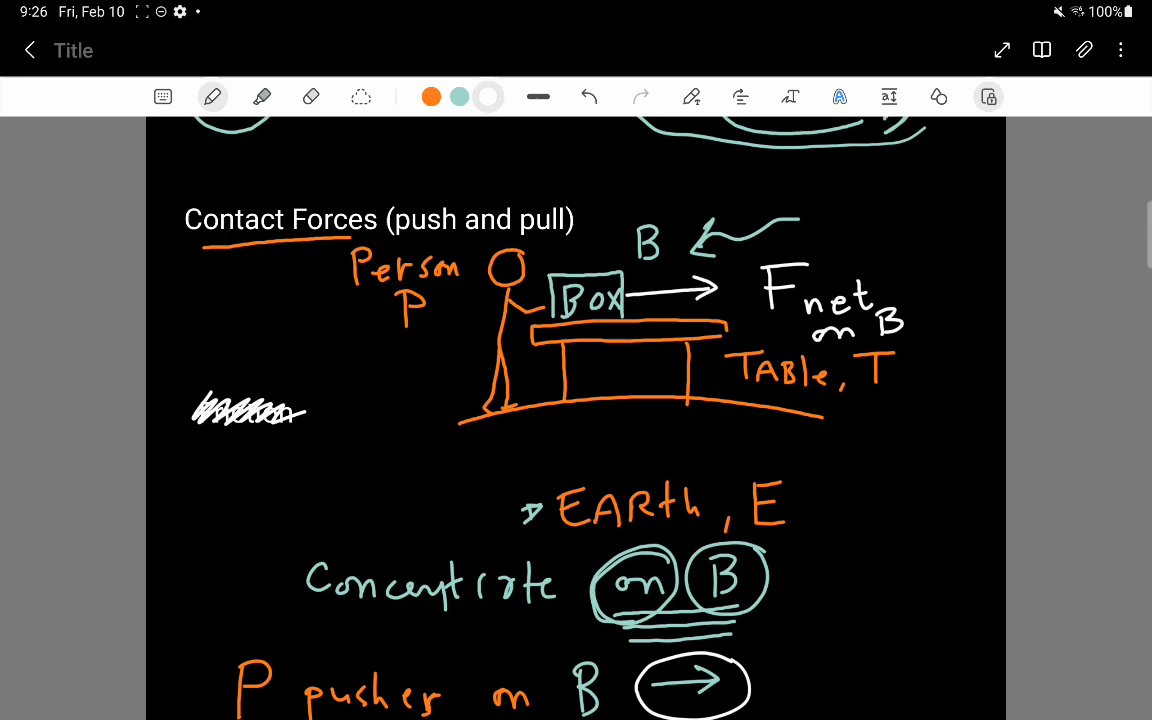 9:26 Fri, Feb 10 100%
Title
Contact Forces (push and pull)
B
Person
P
Box
Fnet
on B
TABle, T
EARth, E
Concentrate on B
P pushes on B